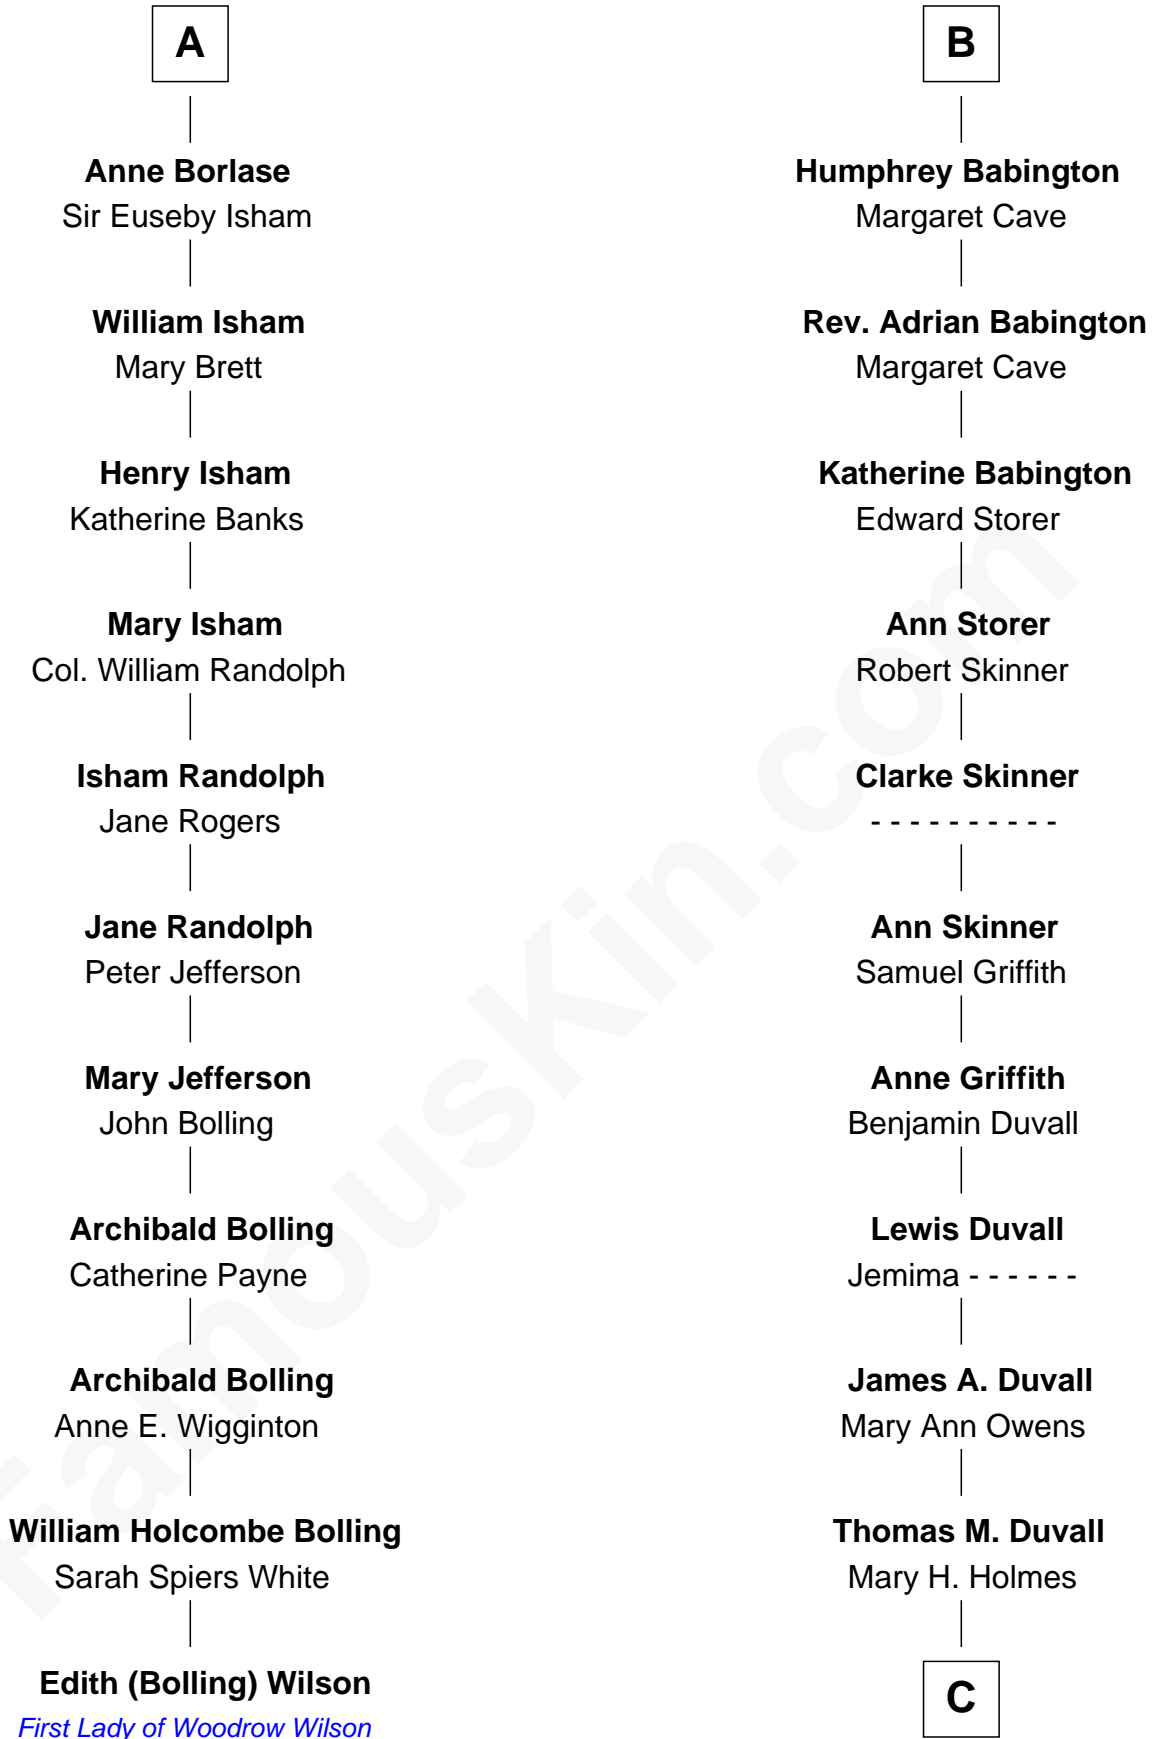 A
Anne Borlase
Sir Euseby Isham
William Isham
Mary Brett
Henry Isham
Katherine Banks
Mary Isham
Col. William Randolph
Isham Randolph
Jane Rogers
Jane Randolph
Peter Jefferson
Mary Jefferson
John Bolling
Archibald Bolling
Catherine Payne
Archibald Bolling
Anne E. Wigginton
William Holcombe Bolling
Sarah Spiers White
Edith (Bolling) Wilson
First Lady of Woodrow Wilson
B
Humphrey Babington
Margaret Cave
Rev. Adrian Babington
Margaret Cave
Katherine Babington
Edward Storer
Ann Storer
Robert Skinner
Clarke Skinner
- - - - - - - - - -
Ann Skinner
Samuel Griffith
Anne Griffith
Benjamin Duvall
Lewis Duvall
Jemima - - - - - -
James A. Duvall
Mary Ann Owens
Thomas M. Duvall
Mary H. Holmes
C
FamousKin.com